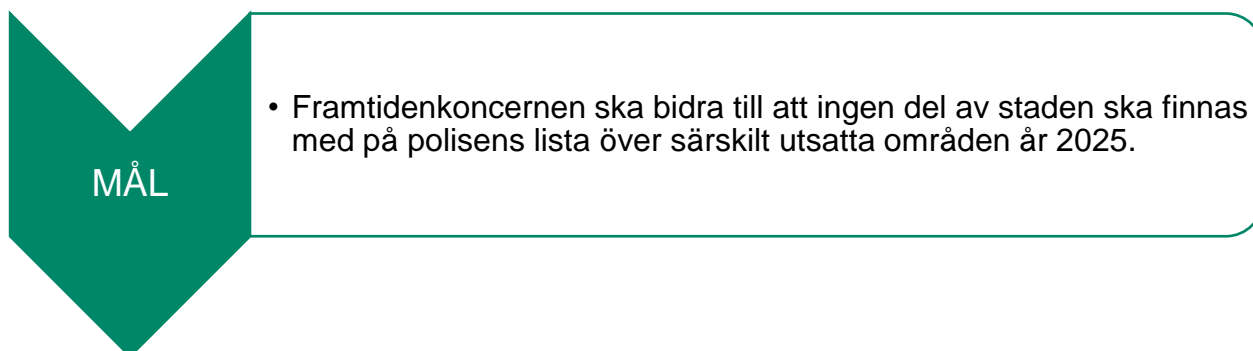 MÅL
• Framtidenkoncernen ska bidra till att ingen del av staden ska finnas
med på polisens lista över särskilt utsatta områden år 2025.